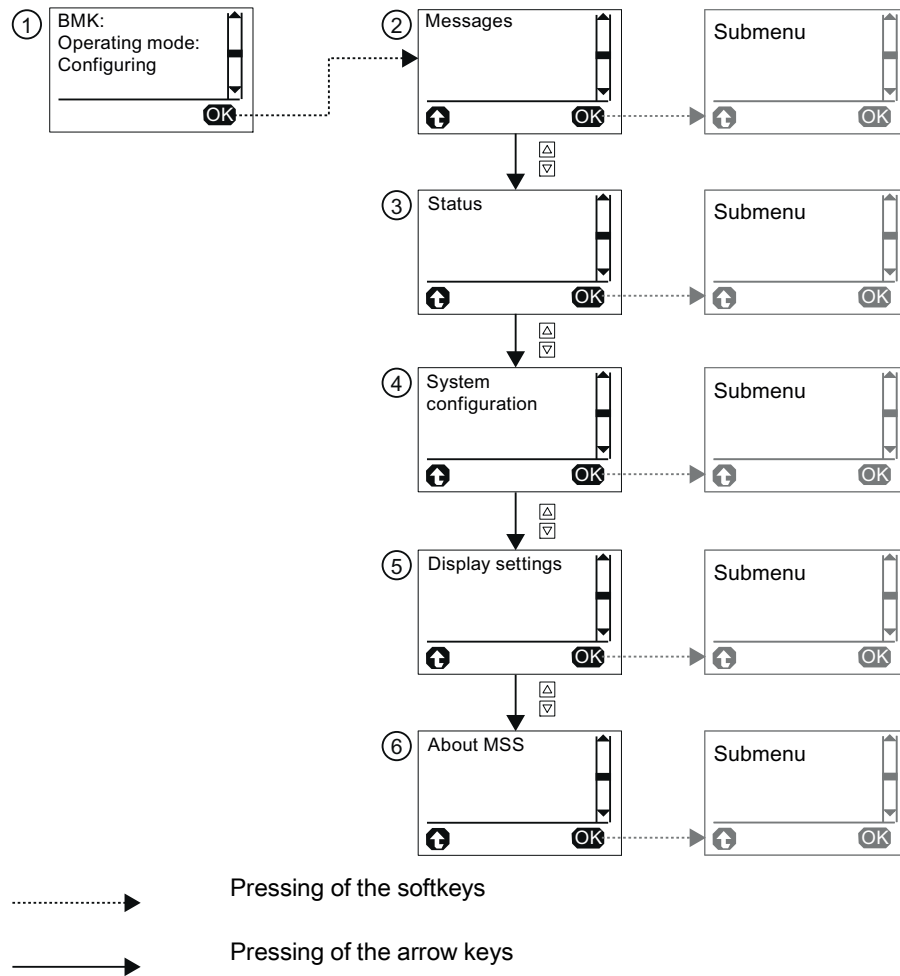 1
BMK:
Operating mode:
Configuring
OK
2
Messages
OK
Submenu
OK
3
Status
OK
Submenu
OK
4
System
configuration
OK
Submenu
OK
5
Display settings
OK
Submenu
OK
6
About MSS
OK
Submenu
OK
Pressing of the softkeys
Pressing of the arrow keys